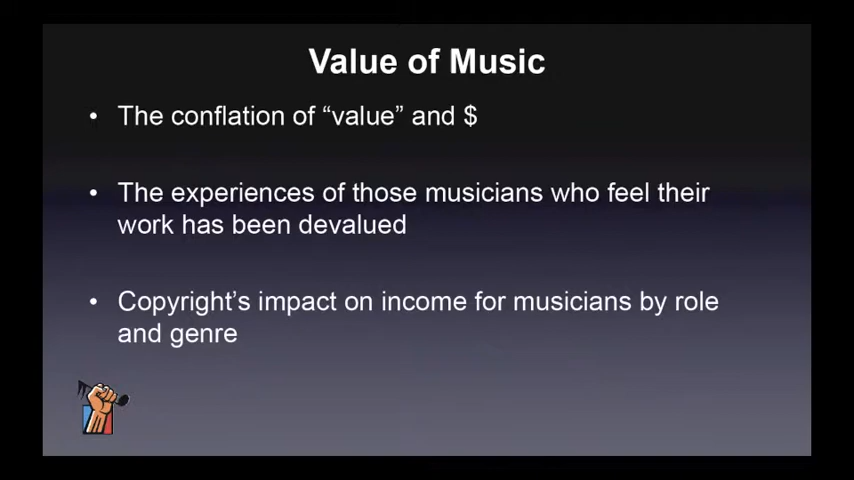 Value of Music
• The conflation of “value” and $
• The experiences of those musicians who feel their
work has been devalued
• Copyright’s impact on income for musicians by role
and genre